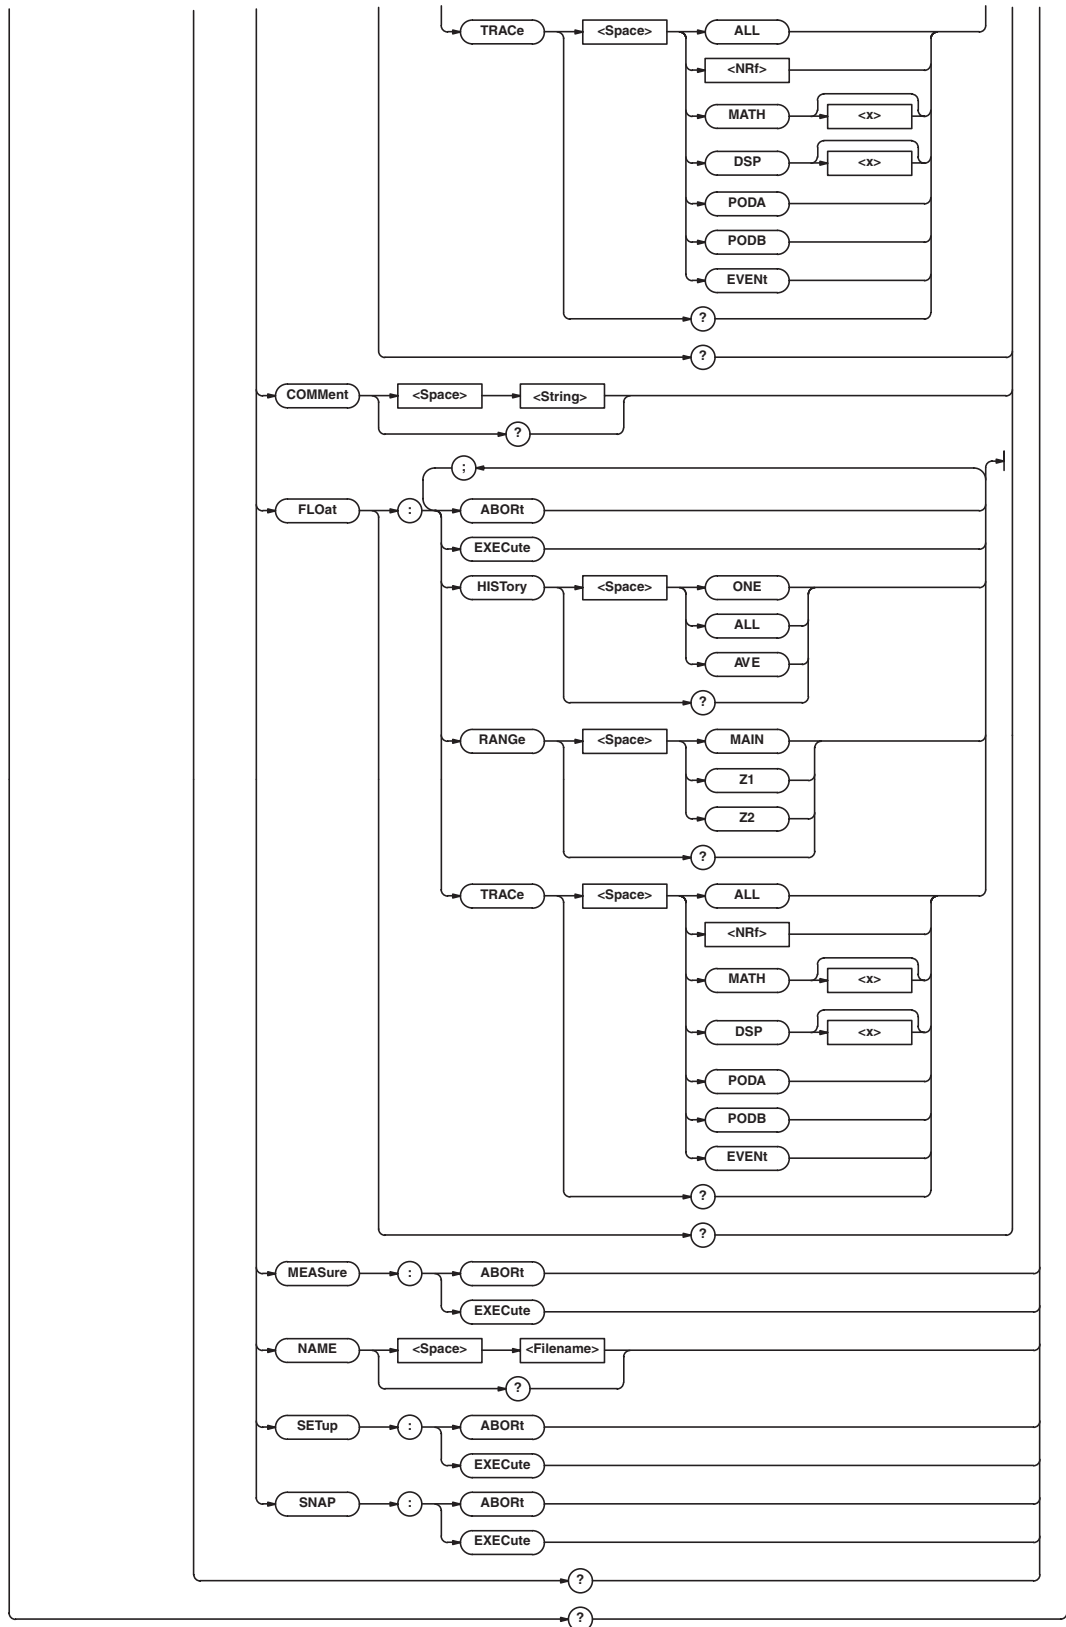 TRACe <Space> ALL
<NRf>
MATH <x>
DSP <x>
PODA
PODB
EVENt
?
?
COMMent <Space> <String>
?
;
FLOat : ABORt
EXECute
HISTory <Space> ONE
ALL
AVE
?
RANGe <Space> MAIN
Z1
Z2
?
TRACe <Space> ALL
<NRf>
MATH <x>
DSP <x>
PODA
PODB
EVENt
?
?
MEASure : ABORt
EXECute
NAME <Space> <Filename>
?
SETup : ABORt
EXECute
SNAP : ABORt
EXECute
?
?